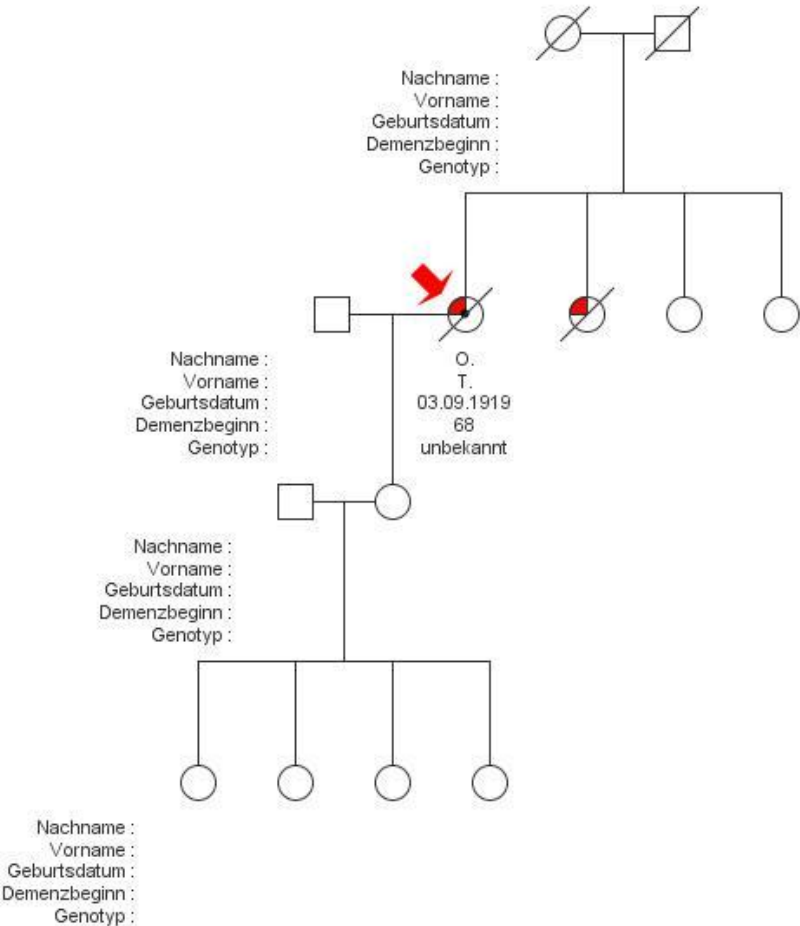 Nachname :
Vorname :
Geburtsdatum :
Demenzbeginn :
Genotyp :
Nachname : O.
Vorname : T.
Geburtsdatum : 03.09.1919
Demenzbeginn : 68
Genotyp : unbekannt
Nachname :
Vorname :
Geburtsdatum :
Demenzbeginn :
Genotyp :
Nachname :
Vorname :
Geburtsdatum :
Demenzbeginn :
Genotyp :